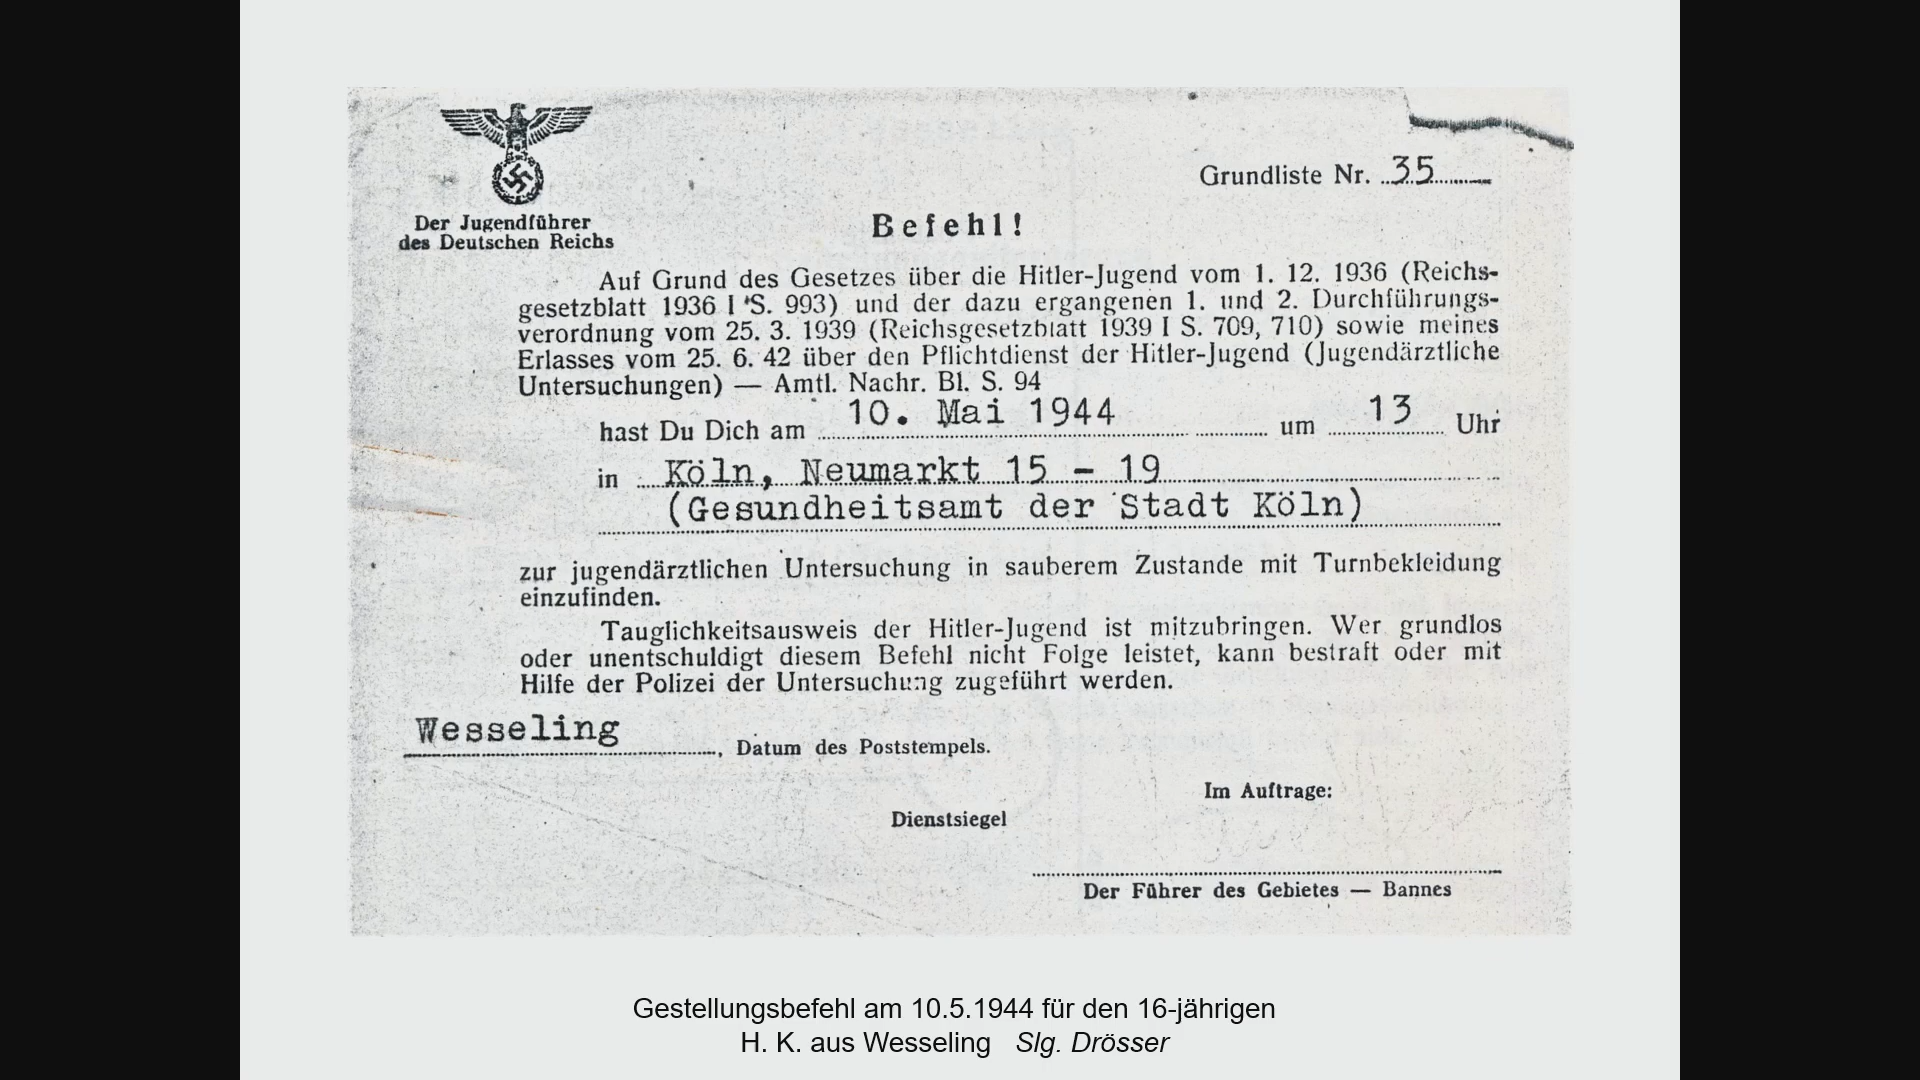 Grundliste Nr. 35
Der Jugendführer
des Deutschen Reichs
Befehl!
Auf Grund des Gesetzes über die Hitler-Jugend vom 1. 12. 1936 (Reichs-
gesetzblatt 1936 I S. 993) und der dazu ergangenen 1. und 2. Durchführungs-
verordnung vom 25. 3. 1939 (Reichsgesetzblatt 1939 I S. 709, 710) sowie meines
Erlasses vom 25. 6. 42 über den Pflichtdienst der Hitler-Jugend (Jugendärztliche
Untersuchungen) — Amtl. Nachr. Bl. S. 94
hast Du Dich am 10. Mai 1944 um 13 Uhr
in Köln, Neumarkt 15 - 19
(Gesundheitsamt der Stadt Köln)
zur jugendärztlichen Untersuchung in sauberem Zustande mit Turnbekleidung
einzufinden.
Tauglichkeitsausweis der Hitler-Jugend ist mitzubringen. Wer grundlos
oder unentschuldigt diesem Befehl nicht Folge leistet, kann bestraft oder mit
Hilfe der Polizei der Untersuchung zugeführt werden.
Wesseling, Datum des Poststempels.
Im Auftrage:
Dienstsiegel
Der Führer des Gebietes — Bannes
Gestellungsbefehl am 10.5.1944 für den 16-jährigen
H. K. aus Wesseling Slg. Drösser